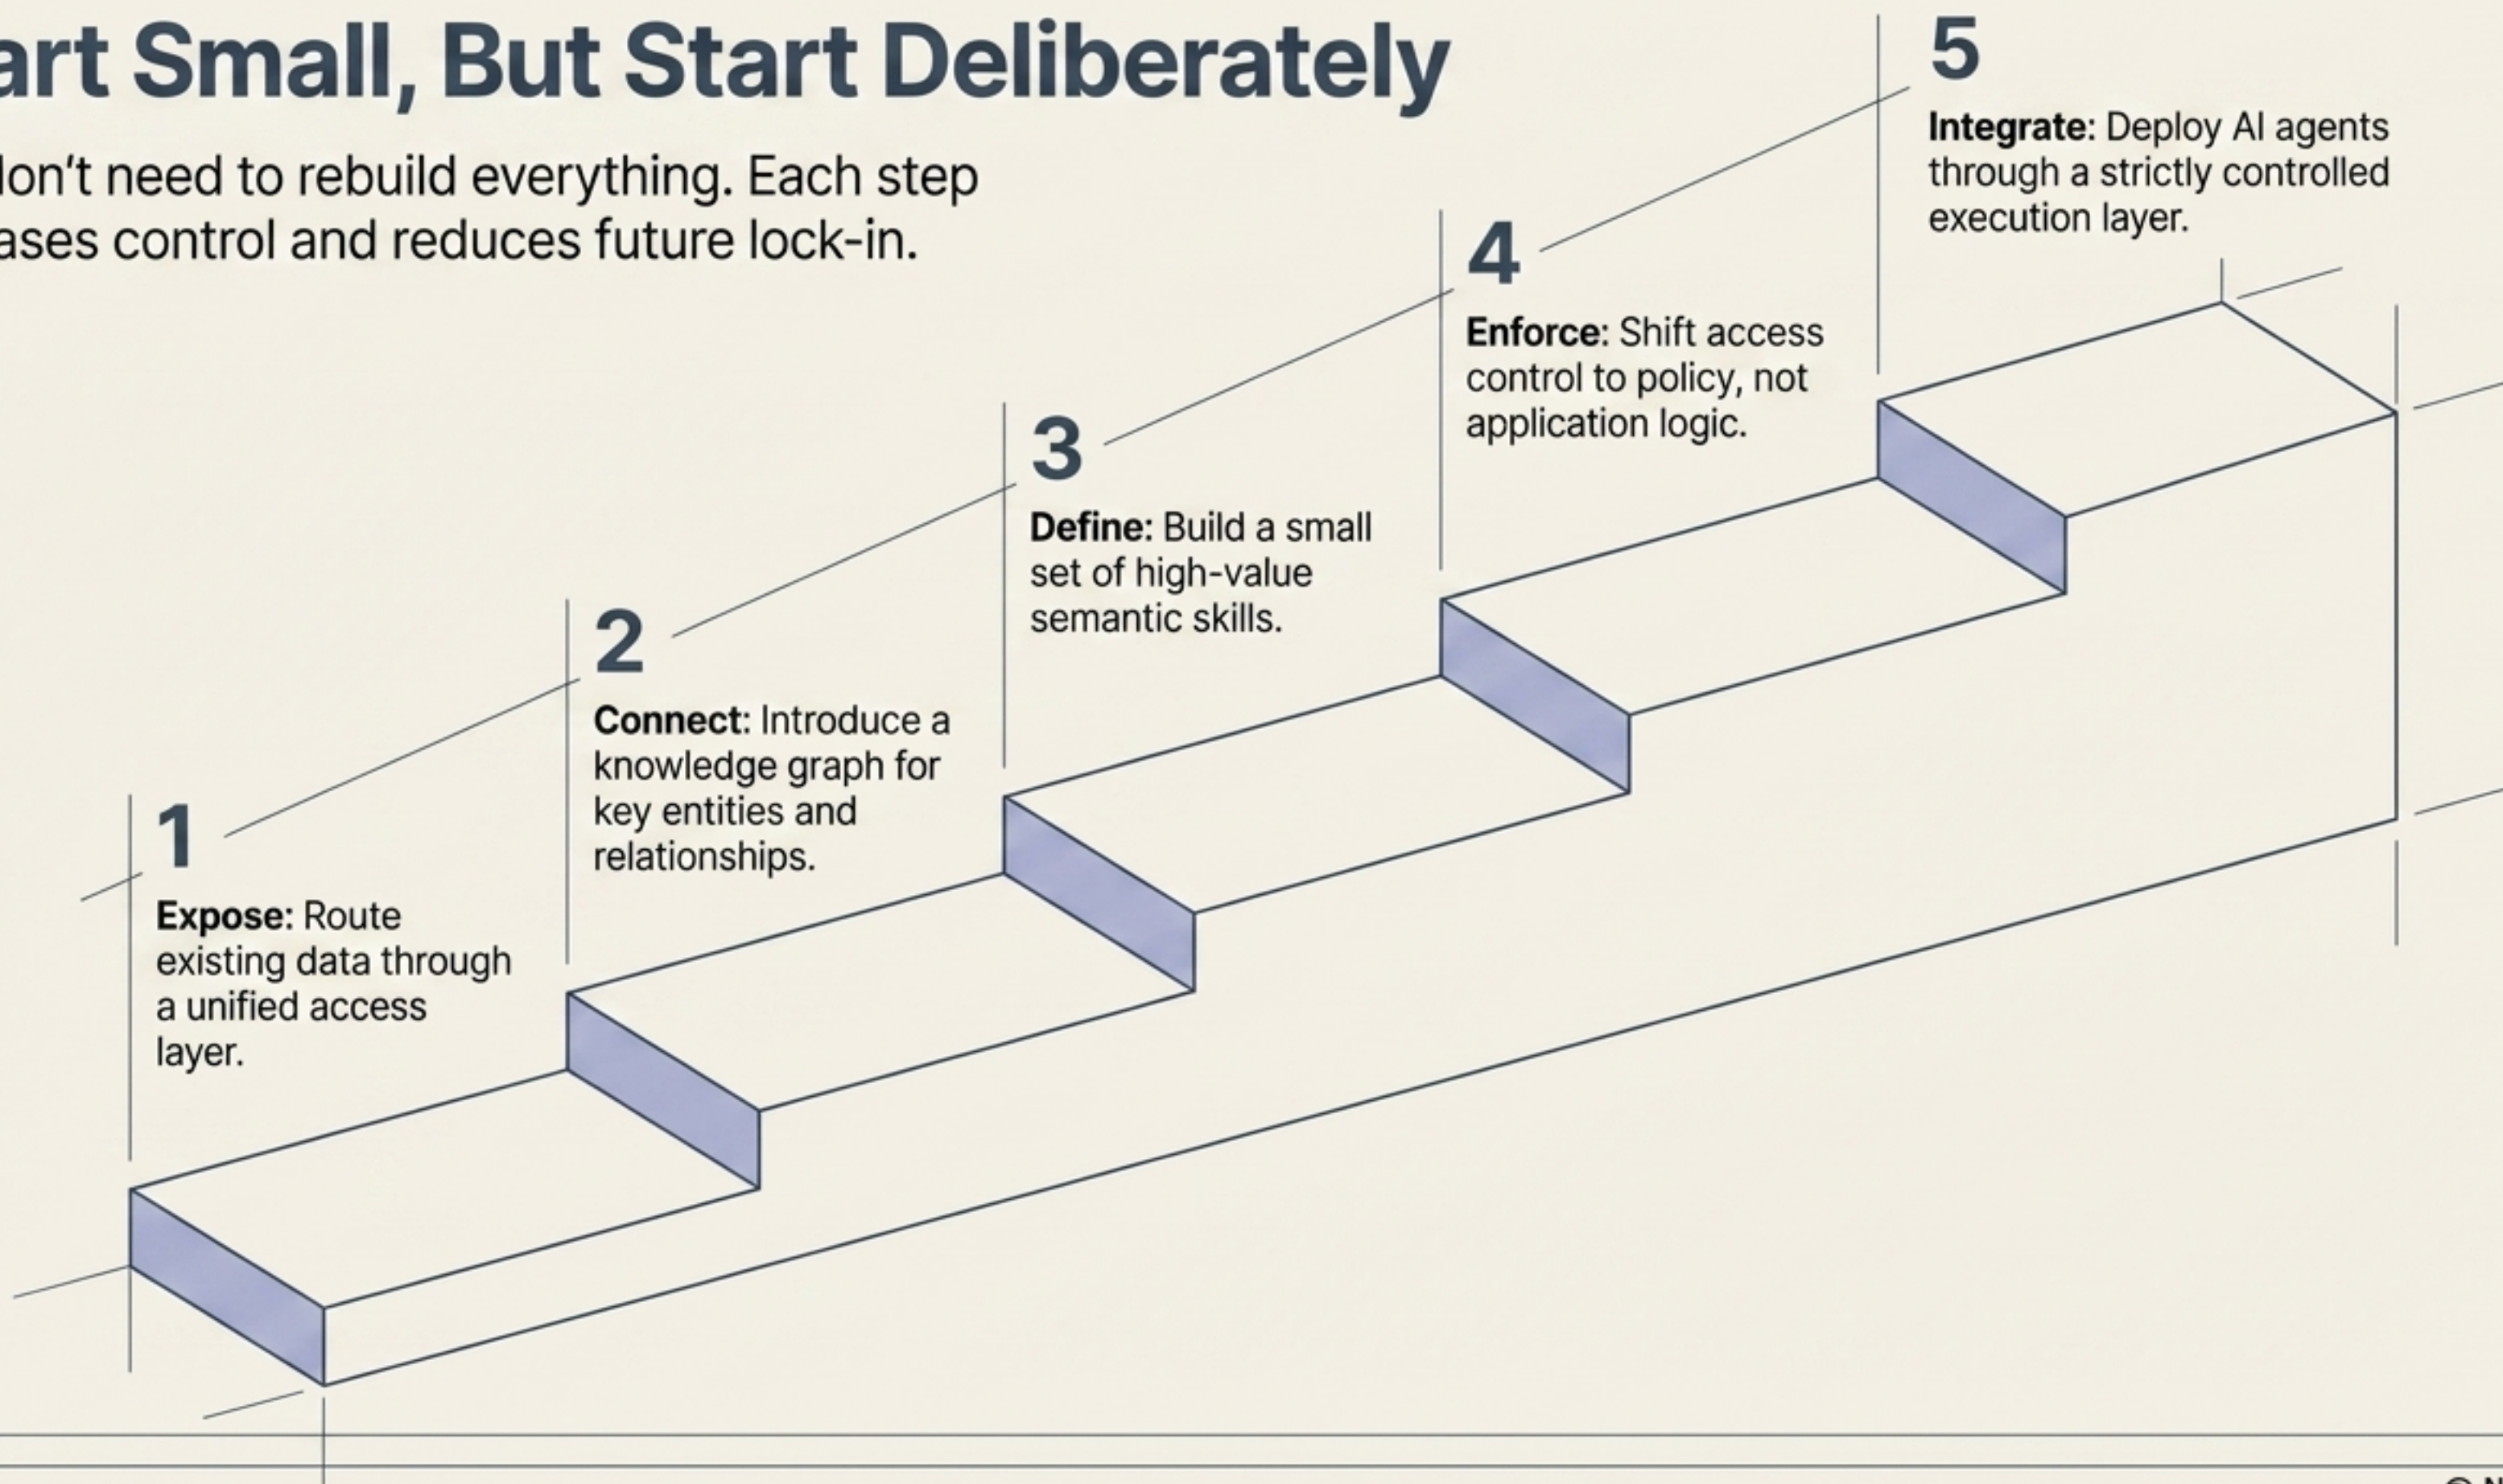 art Small, But Start Deliberately
don't need to rebuild everything. Each step
ases control and reduces future lock-in.
1
Expose: Route
existing data through
a unified access
layer.
2
Connect: Introduce a
knowledge graph for
key entities and
relationships.
3
Define: Build a small
set of high-value
semantic skills.
4
Enforce: Shift access
control to policy, not
application logic.
5
Integrate: Deploy AI agents
through a strictly controlled
execution layer.